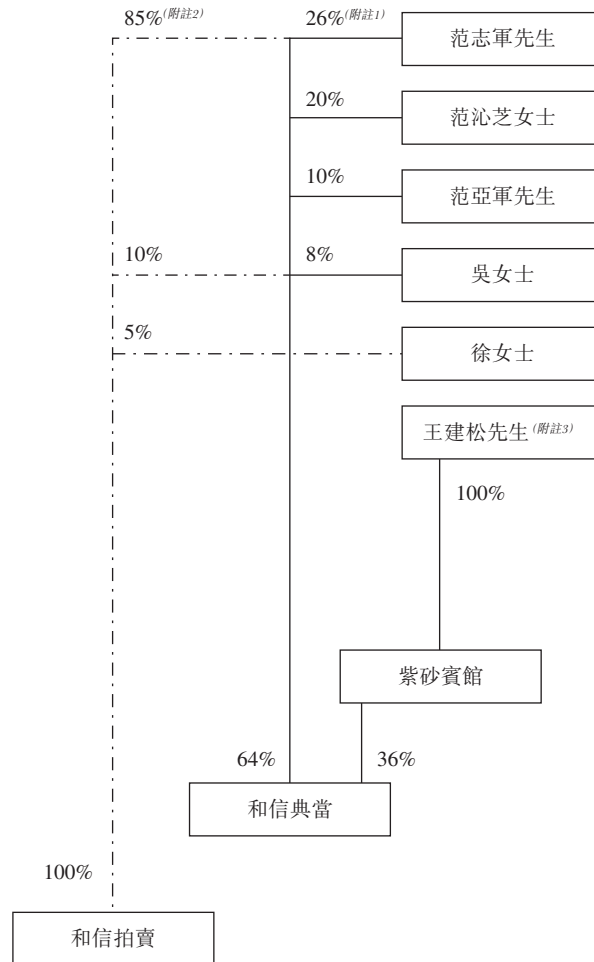 85%(附註2) 26%(附註1) 范志軍先生
20% 范沁芝女士
10% 范亞軍先生
10% 8% 吳女士
5% 徐女士
王建松先生(附註3)
100%
紫砂賓館
64% 36%
和信典當
100%
和信拍賣